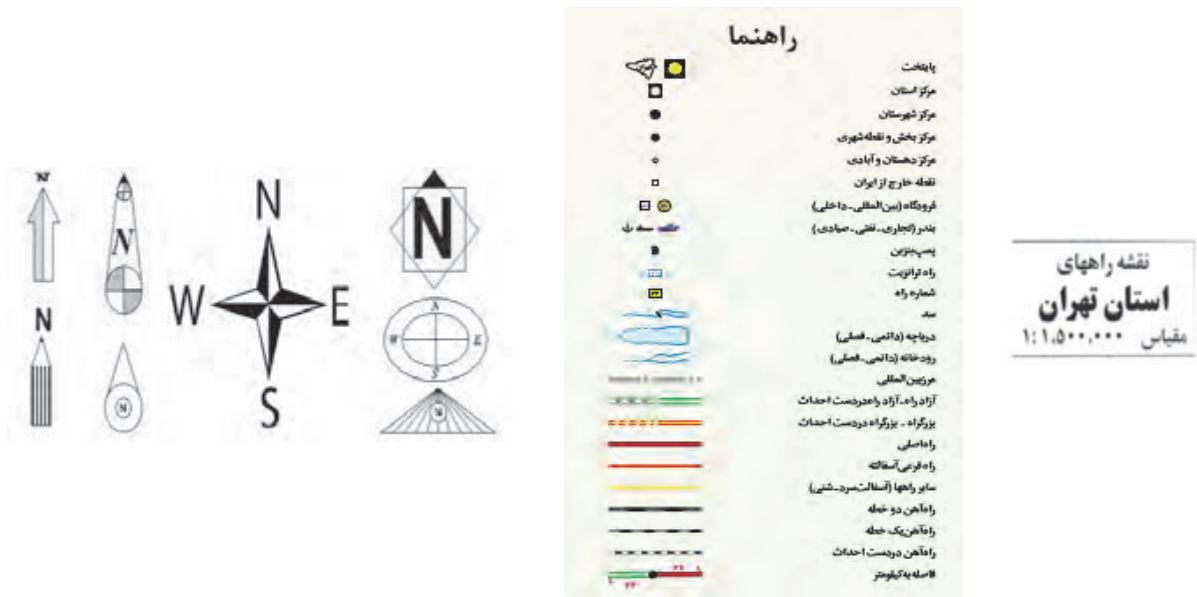 N
N
N
N
N
W
E
S
N
راهنما
پایتخت
مرکز استان
مرکز شهرستان
مرکز بخش و نقطه شهری
مرکز دهستان و آبادی
نقطه خارج از ایران
فرودگاه (بین‌المللی - داخلی)
بندر (تجاری - نفتی - صیادی)
پمپ بنزین
راه ترانزیت
شماره راه
سد
دریاچه (دائمی - فصلی)
رودخانه (دائمی - فصلی)
مرز بین‌المللی
آزاد راه - آزاد راه در دست احداث
بزرگراه - بزرگراه در دست احداث
راه اصلی
راه فرعی آسفالته
سایر راهها (آسفالت سرد - شنی)
راه‌آهن دو خطه
راه‌آهن یک خطه
راه‌آهن در دست احداث
فاصله به کیلومتر
نقشه راههای
استان تهران
مقیاس ۱:۱,۵۰۰,۰۰۰